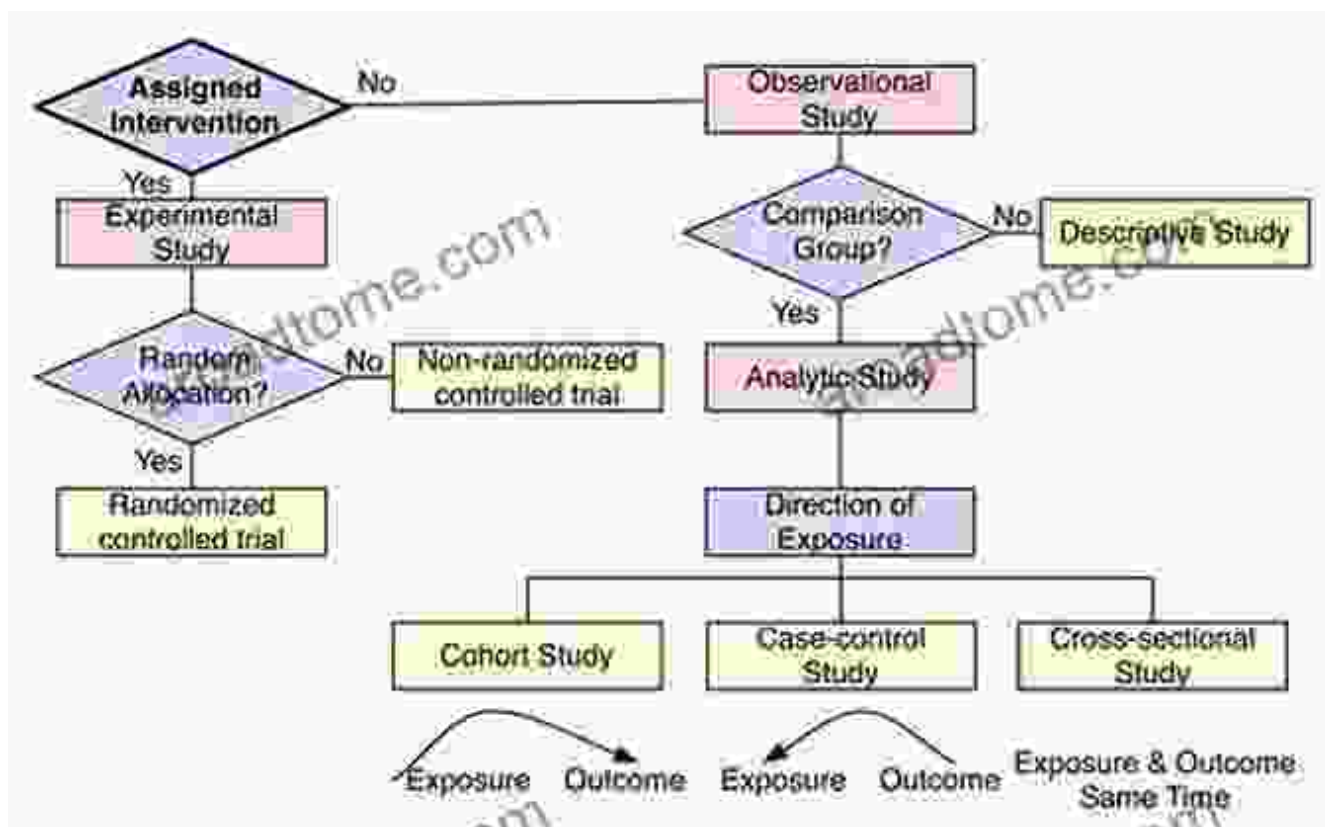 Assigned
Intervention
No
Observational
Study
Yes
Experimental
Study
Comparison
Group?
No
Descriptive Study
Yes
Random
Allocation?
No
Non-randomized
controlled trial
Analytic Study
Yes
Randomized
controlled trial
Direction of
Exposure
Cohort Study
Case-control
Study
Cross-sectional
Study
Exposure Outcome
Exposure Outcome
Exposure & Outcome
Same Time